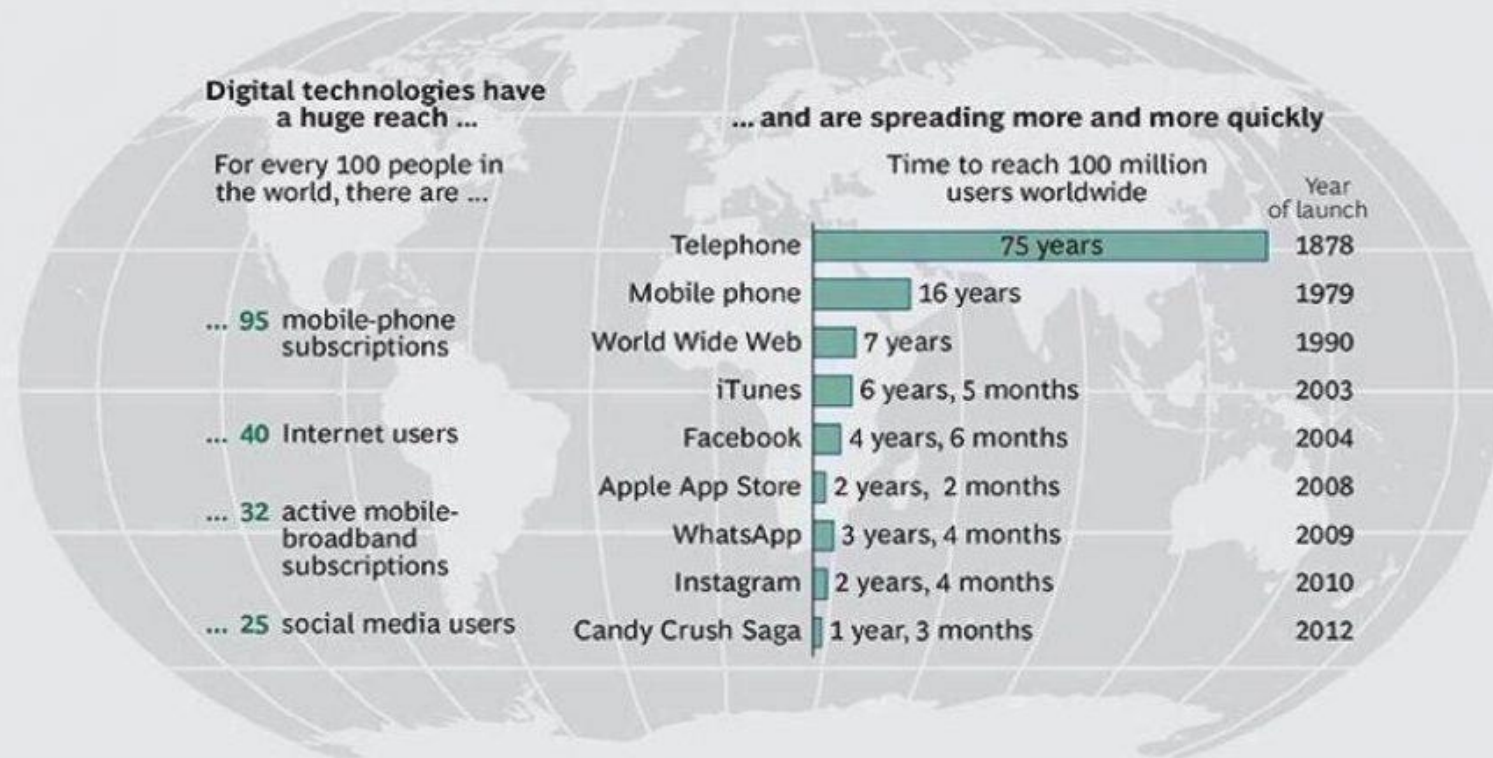 Digital technologies have
a huge reach ...
For every 100 people in
the world, there are ...
... 95 mobile-phone
subscriptions
... 40 Internet users
... 32 active mobile-
broadband
subscriptions
... 25 social media users
... and are spreading more and more quickly
Time to reach 100 million
users worldwide
Year
of launch
Telephone 75 years 1878
Mobile phone 16 years 1979
World Wide Web 7 years 1990
iTunes 6 years, 5 months 2003
Facebook 4 years, 6 months 2004
Apple App Store 2 years, 2 months 2008
WhatsApp 3 years, 4 months 2009
Instagram 2 years, 4 months 2010
Candy Crush Saga 1 year, 3 months 2012